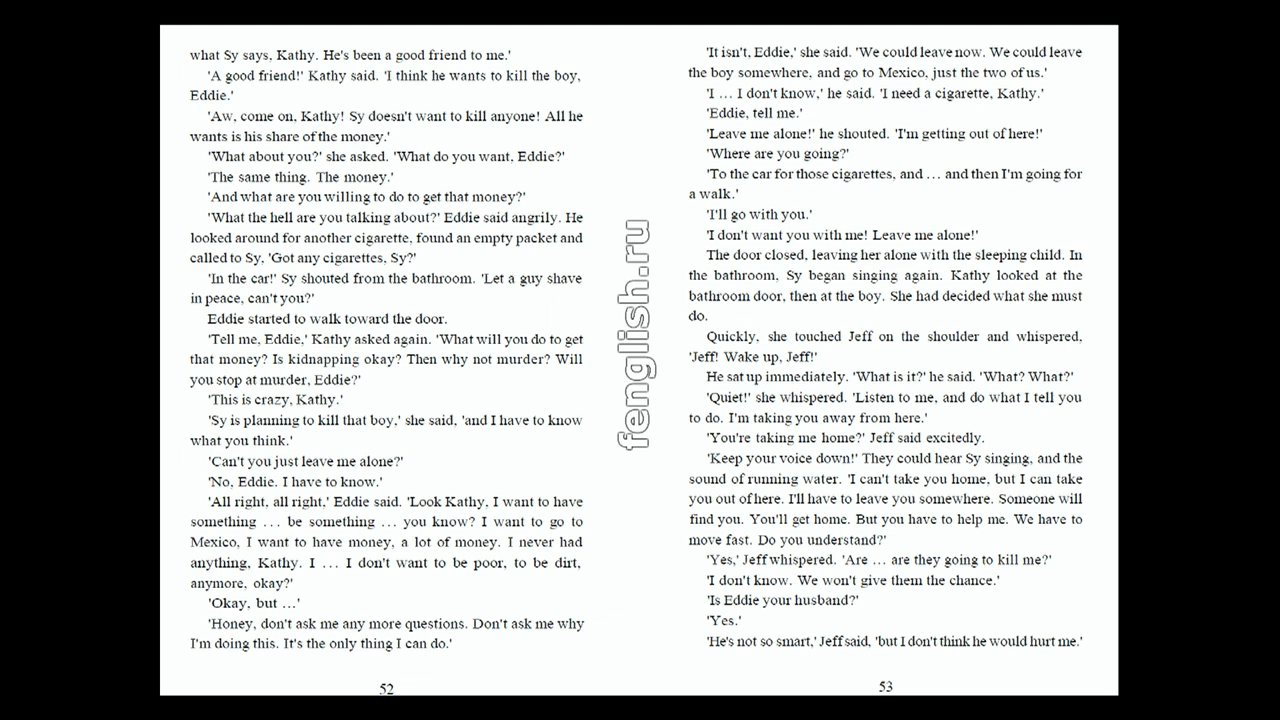 what Sy says, Kathy. He's been a good friend to me.'
'A good friend!' Kathy said. 'I think he wants to kill the boy,
Eddie.'
'Aw, come on, Kathy! Sy doesn't want to kill anyone! All he
wants is his share of the money.'
'What about you?' she asked. 'What do you want, Eddie?'
'The same thing. The money.'
'And what are you willing to do to get that money?'
'What the hell are you talking about?' Eddie said angrily. He
looked around for another cigarette, found an empty packet and
called to Sy, 'Got any cigarettes, Sy?'
'In the car!' Sy shouted from the bathroom. 'Let a guy shave
in peace, can't you?'
Eddie started to walk toward the door.
'Tell me, Eddie,' Kathy asked again. 'What will you do to get
that money? Is kidnapping okay? Then why not murder? Will
you stop at murder, Eddie?'
'This is crazy, Kathy.'
'Sy is planning to kill that boy,' she said, 'and I have to know
what you think.'
'Can't you just leave me alone?'
'No, Eddie. I have to know.'
'All right, all right,' Eddie said. 'Look Kathy, I want to have
something ... be something ... you know? I want to go to
Mexico, I want to have money, a lot of money. I never had
anything, Kathy. I ... I don't want to be poor, to be dirt,
anymore, okay?'
'Okay, but ...'
'Honey, don't ask me any more questions. Don't ask me why
I'm doing this. It's the only thing I can do.'
52
fenglish.ru
'It isn't, Eddie,' she said. 'We could leave now. We could leave
the boy somewhere, and go to Mexico, just the two of us.'
'I ... I don't know,' he said. 'I need a cigarette, Kathy.'
'Eddie, tell me.'
'Leave me alone!' he shouted. 'I'm getting out of here!'
'Where are you going?'
'To the car for those cigarettes, and ... and then I'm going for
a walk.'
'I'll go with you.'
'I don't want you with me! Leave me alone!'
The door closed, leaving her alone with the sleeping child. In
the bathroom, Sy began singing again. Kathy looked at the
bathroom door, then at the boy. She had decided what she must
do.
Quickly, she touched Jeff on the shoulder and whispered,
'Jeff! Wake up, Jeff!'
He sat up immediately. 'What is it?' he said. 'What? What?'
'Quiet!' she whispered. 'Listen to me, and do what I tell you
to do. I'm taking you away from here.'
'You're taking me home?' Jeff said excitedly.
'Keep your voice down!' They could hear Sy singing, and the
sound of running water. 'I can't take you home, but I can take
you out of here. I'll have to leave you somewhere. Someone will
find you. You'll get home. But you have to help me. We have to
move fast. Do you understand?'
'Yes,' Jeff whispered. 'Are ... are they going to kill me?'
'I don't know. We won't give them the chance.'
'Is Eddie your husband?'
'Yes.'
'He's not so smart,' Jeff said, 'but I don't think he would hurt me.'
53